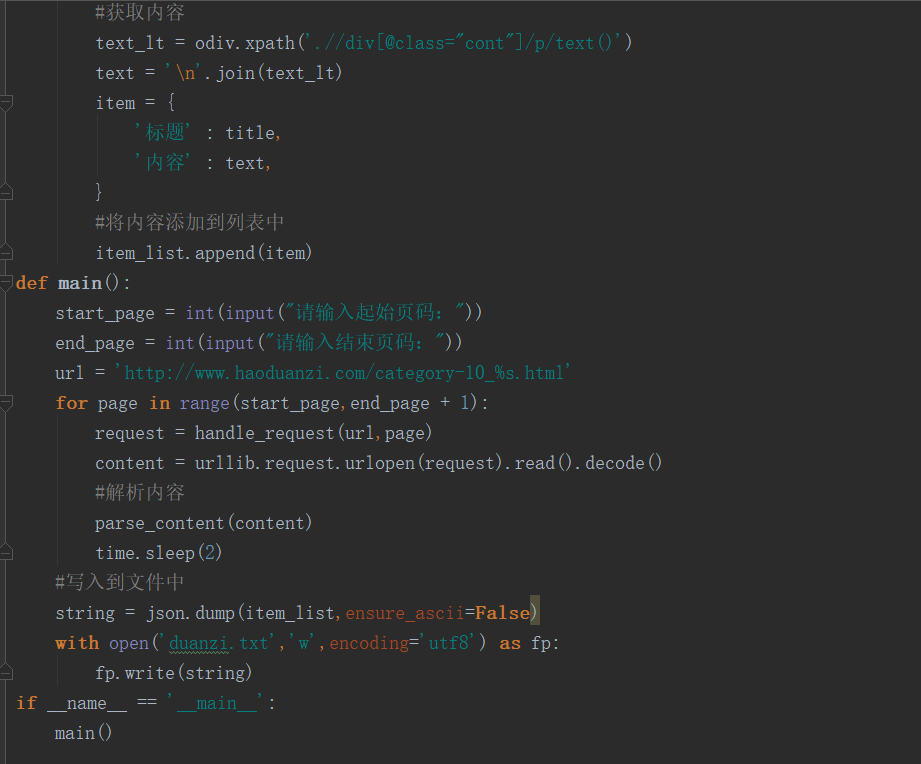 #获取内容
text_lt = odiv.xpath('.//div[@class="cont"]/p/text()')
text = '\n'.join(text_lt)
item = {
'标题' : title,
'内容' : text,
}
#将内容添加到列表中
item_list.append(item)
def main():
start_page = int(input("请输入起始页码："))
end_page = int(input("请输入结束页码："))
url = 'http://www.haoduanzi.com/category-10_%s.html'
for page in range(start_page,end_page + 1):
request = handle_request(url,page)
content = urllib.request.urlopen(request).read().decode()
#解析内容
parse_content(content)
time.sleep(2)
#写入到文件中
string = json.dump(item_list,ensure_ascii=False)
with open('duanzi.txt','w',encoding='utf8') as fp:
fp.write(string)
if __name__ == '__main__':
main()